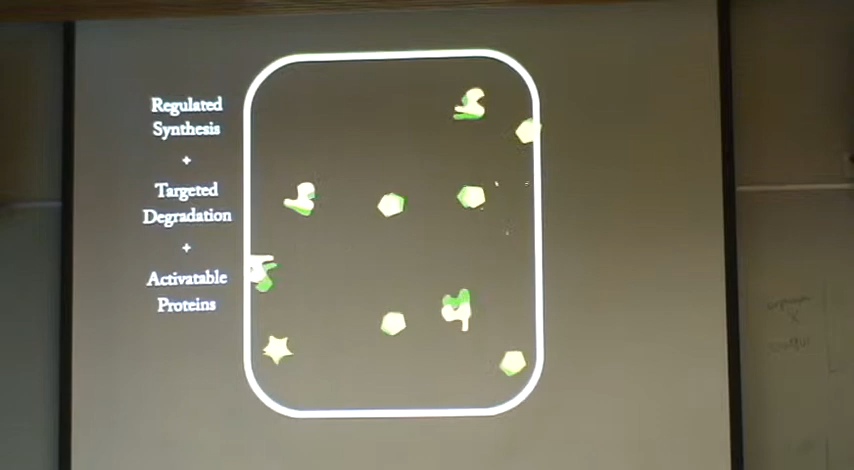 Regulated
Synthesis
+
Targeted
Degradation
+
Activatable
Proteins